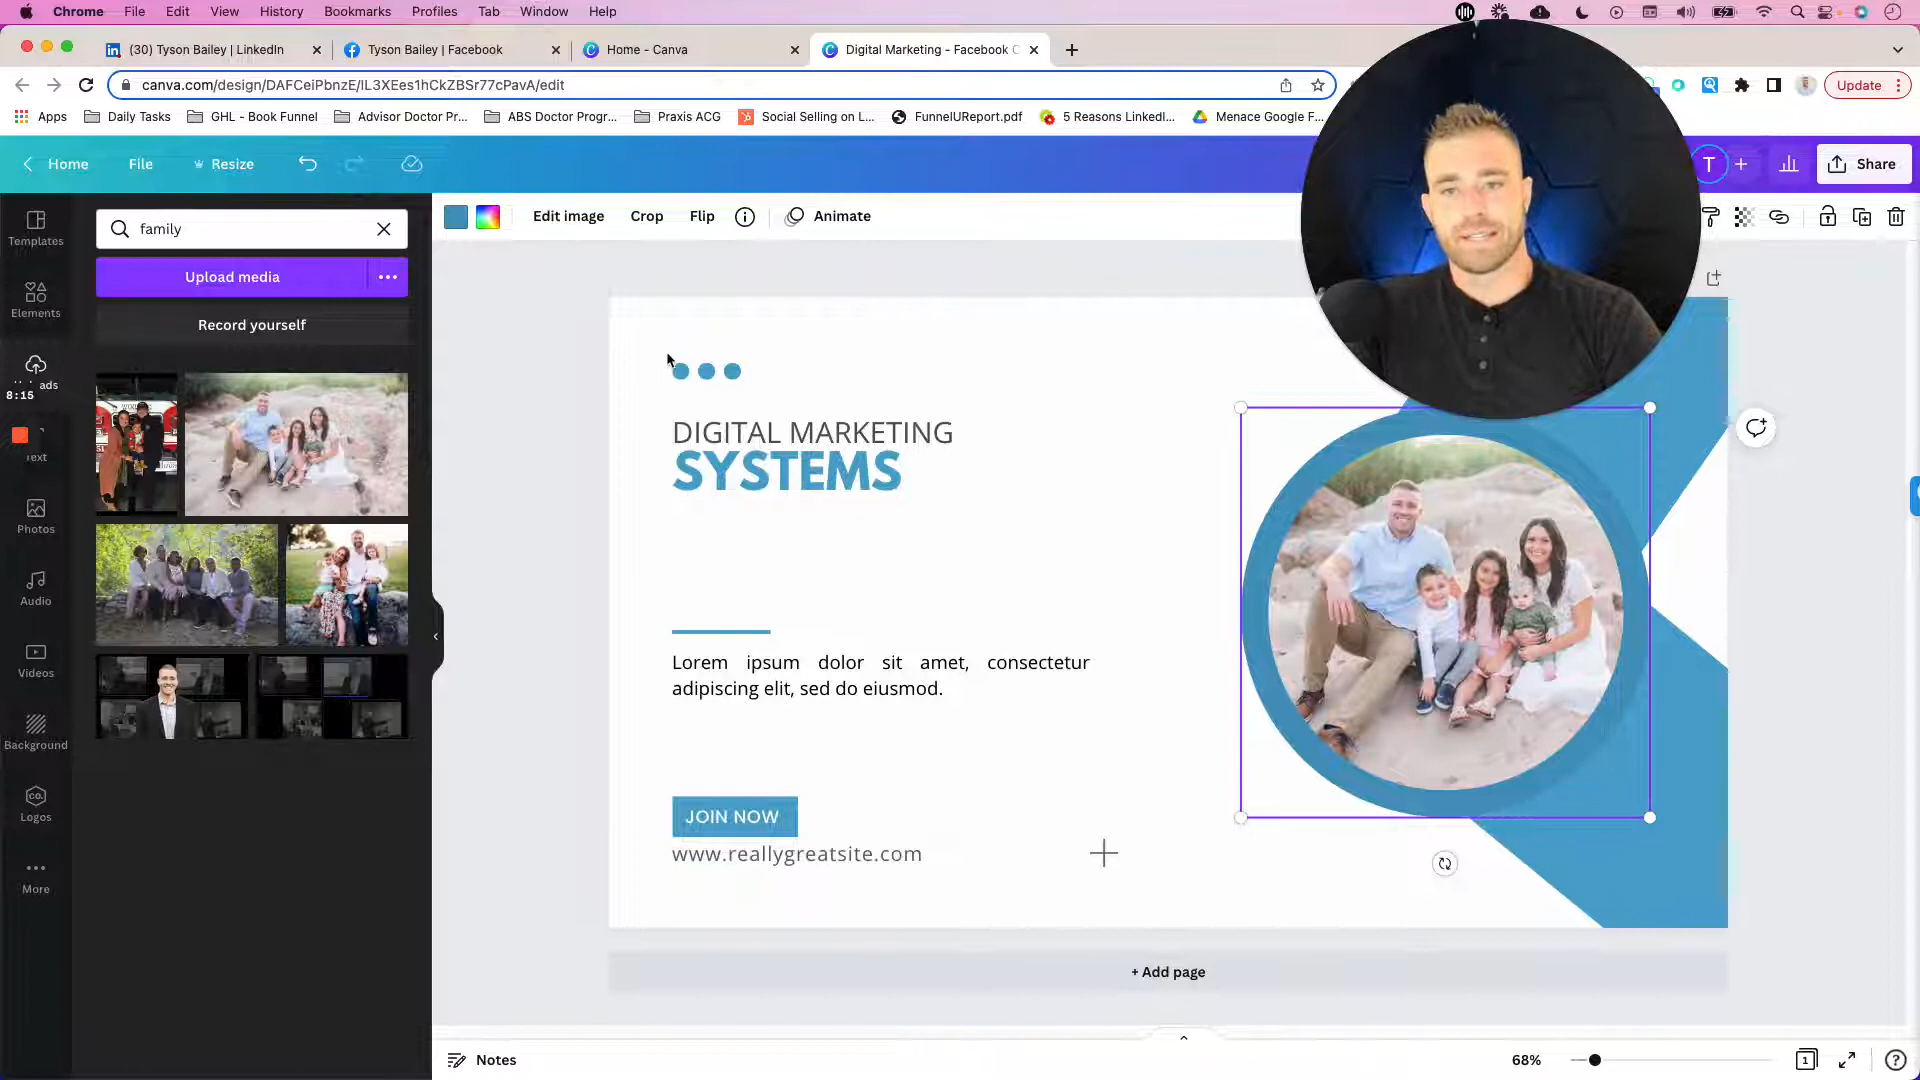 Chrome File Edit View History Bookmarks Profiles Tab Window Help
(30) Tyson Bailey | LinkedIn
Tyson Bailey | Facebook
Home - Canva
Digital Marketing - Facebook C
canva.com/design/DAFCeiPbnzE/IL3XEes1hCkZBSr77cPavA/edit
Update
Apps
Daily Tasks
GHL - Book Funnel
Advisor Doctor Pr...
ABS Doctor Progr...
Praxis ACG
Social Selling on L...
FunnelUReport.pdf
5 Reasons LinkedI...
Menace Google F...
Home
File
Resize
T
Share
family
Upload media
Record yourself
Edit image
Crop
Flip
Animate
Templates
Elements
ads
8:15
Text
Photos
Audio
Videos
Background
CO.
Logos
More
DIGITAL MARKETING
SYSTEMS
Lorem ipsum dolor sit amet, consectetur
adipiscing elit, sed do eiusmod.
JOIN NOW
www.reallygreatsite.com
+ Add page
Notes
68%
1